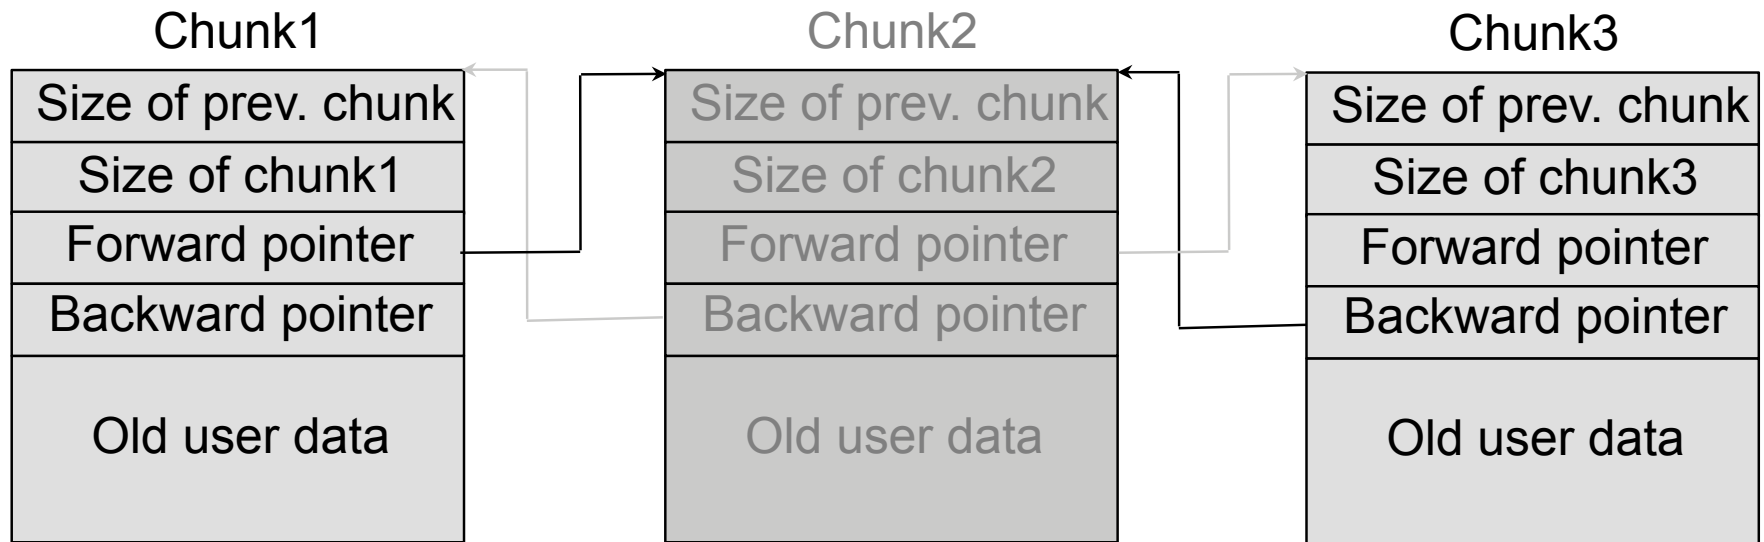 Chunk1
Size of prev. chunk
Size of chunk1
Forward pointer
Backward pointer
Old user data
Chunk2
Size of prev. chunk
Size of chunk2
Forward pointer
Backward pointer
Old user data
Chunk3
Size of prev. chunk
Size of chunk3
Forward pointer
Backward pointer
Old user data